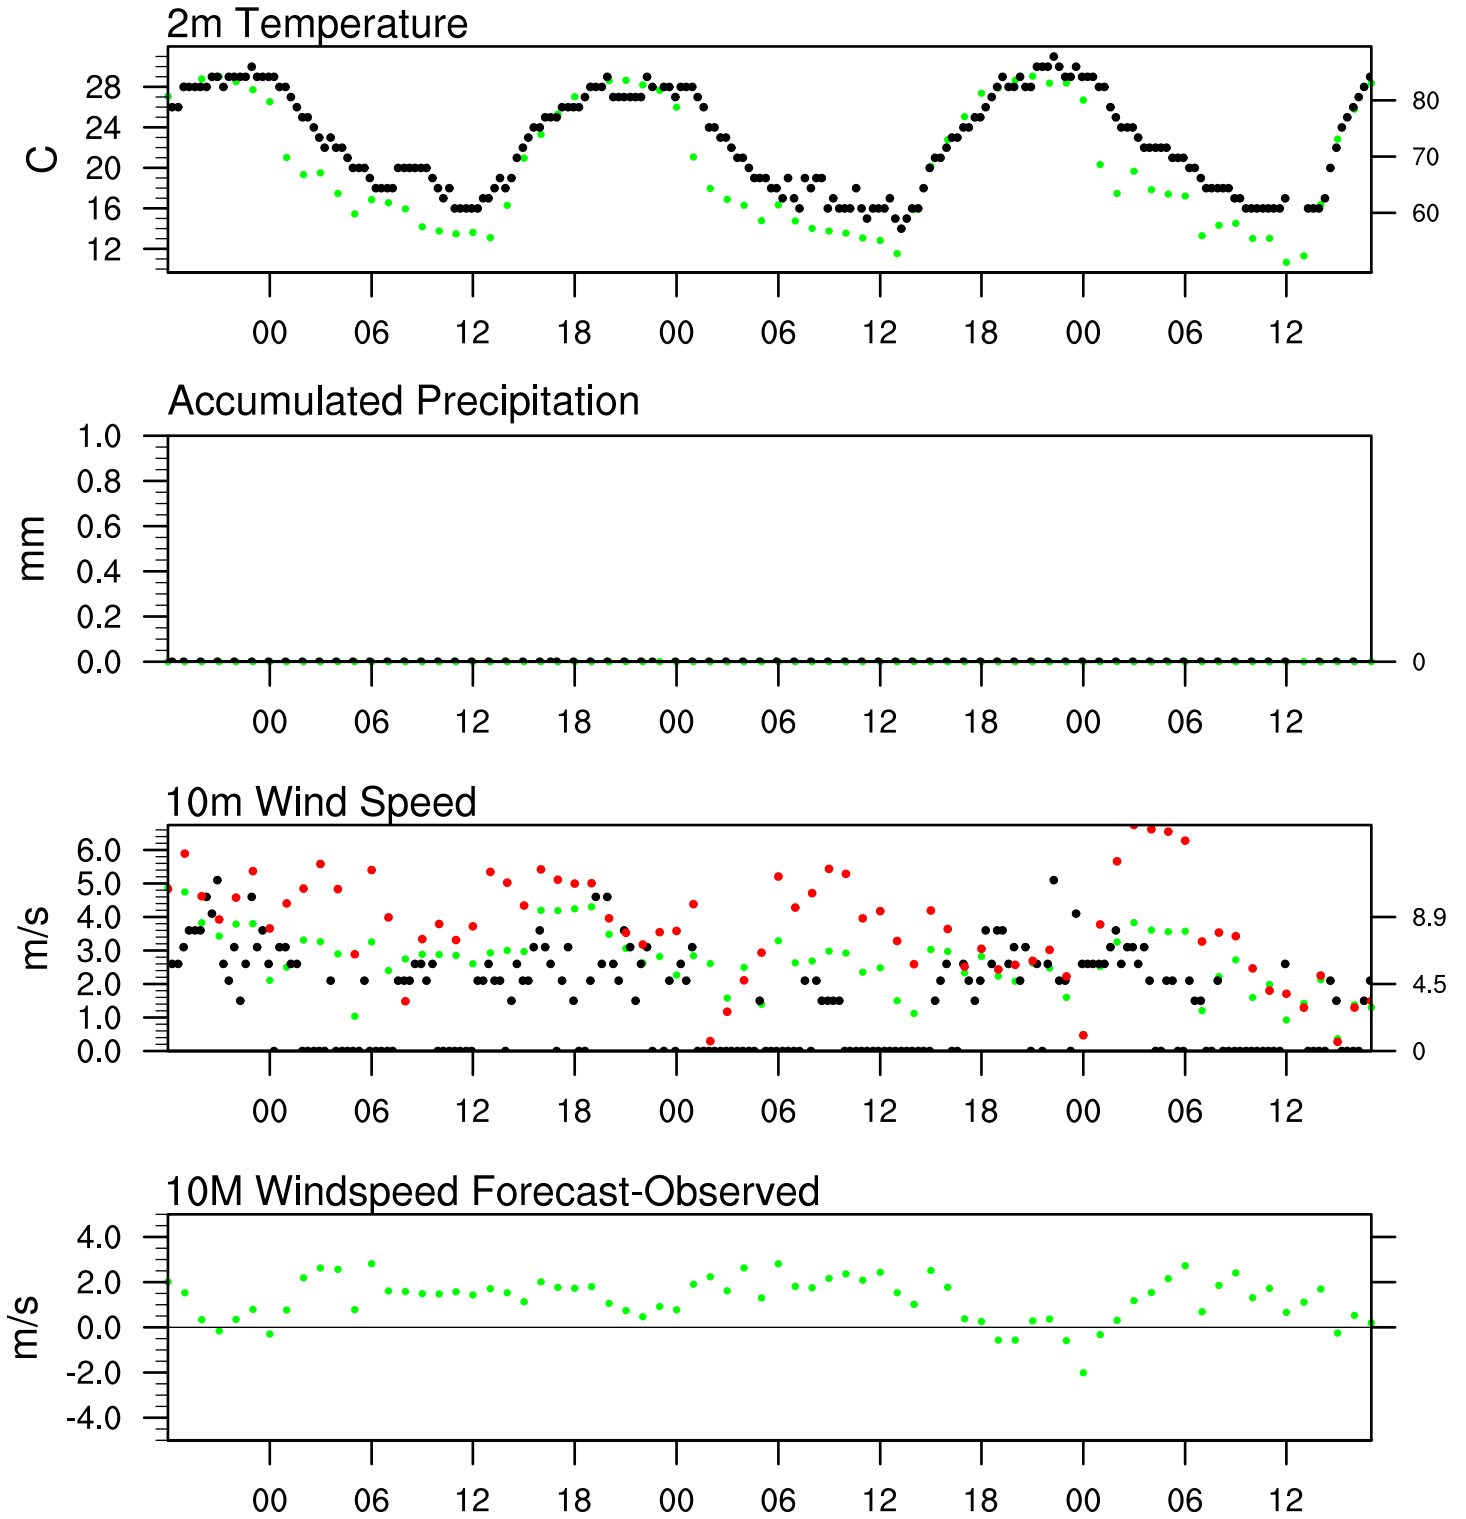 2m Temperature
28
24
20
16
12
C
80
70
60
00 06 12 18 00 06 12 18 00 06 12
Accumulated Precipitation
1.0
0.8
0.6
0.4
0.2
0.0
mm
0
00 06 12 18 00 06 12 18 00 06 12
10m Wind Speed
6.0
5.0
4.0
3.0
2.0
1.0
0.0
m/s
8.9
4.5
0
00 06 12 18 00 06 12 18 00 06 12
10M Windspeed Forecast-Observed
4.0
2.0
0.0
-2.0
-4.0
m/s
00 06 12 18 00 06 12 18 00 06 12